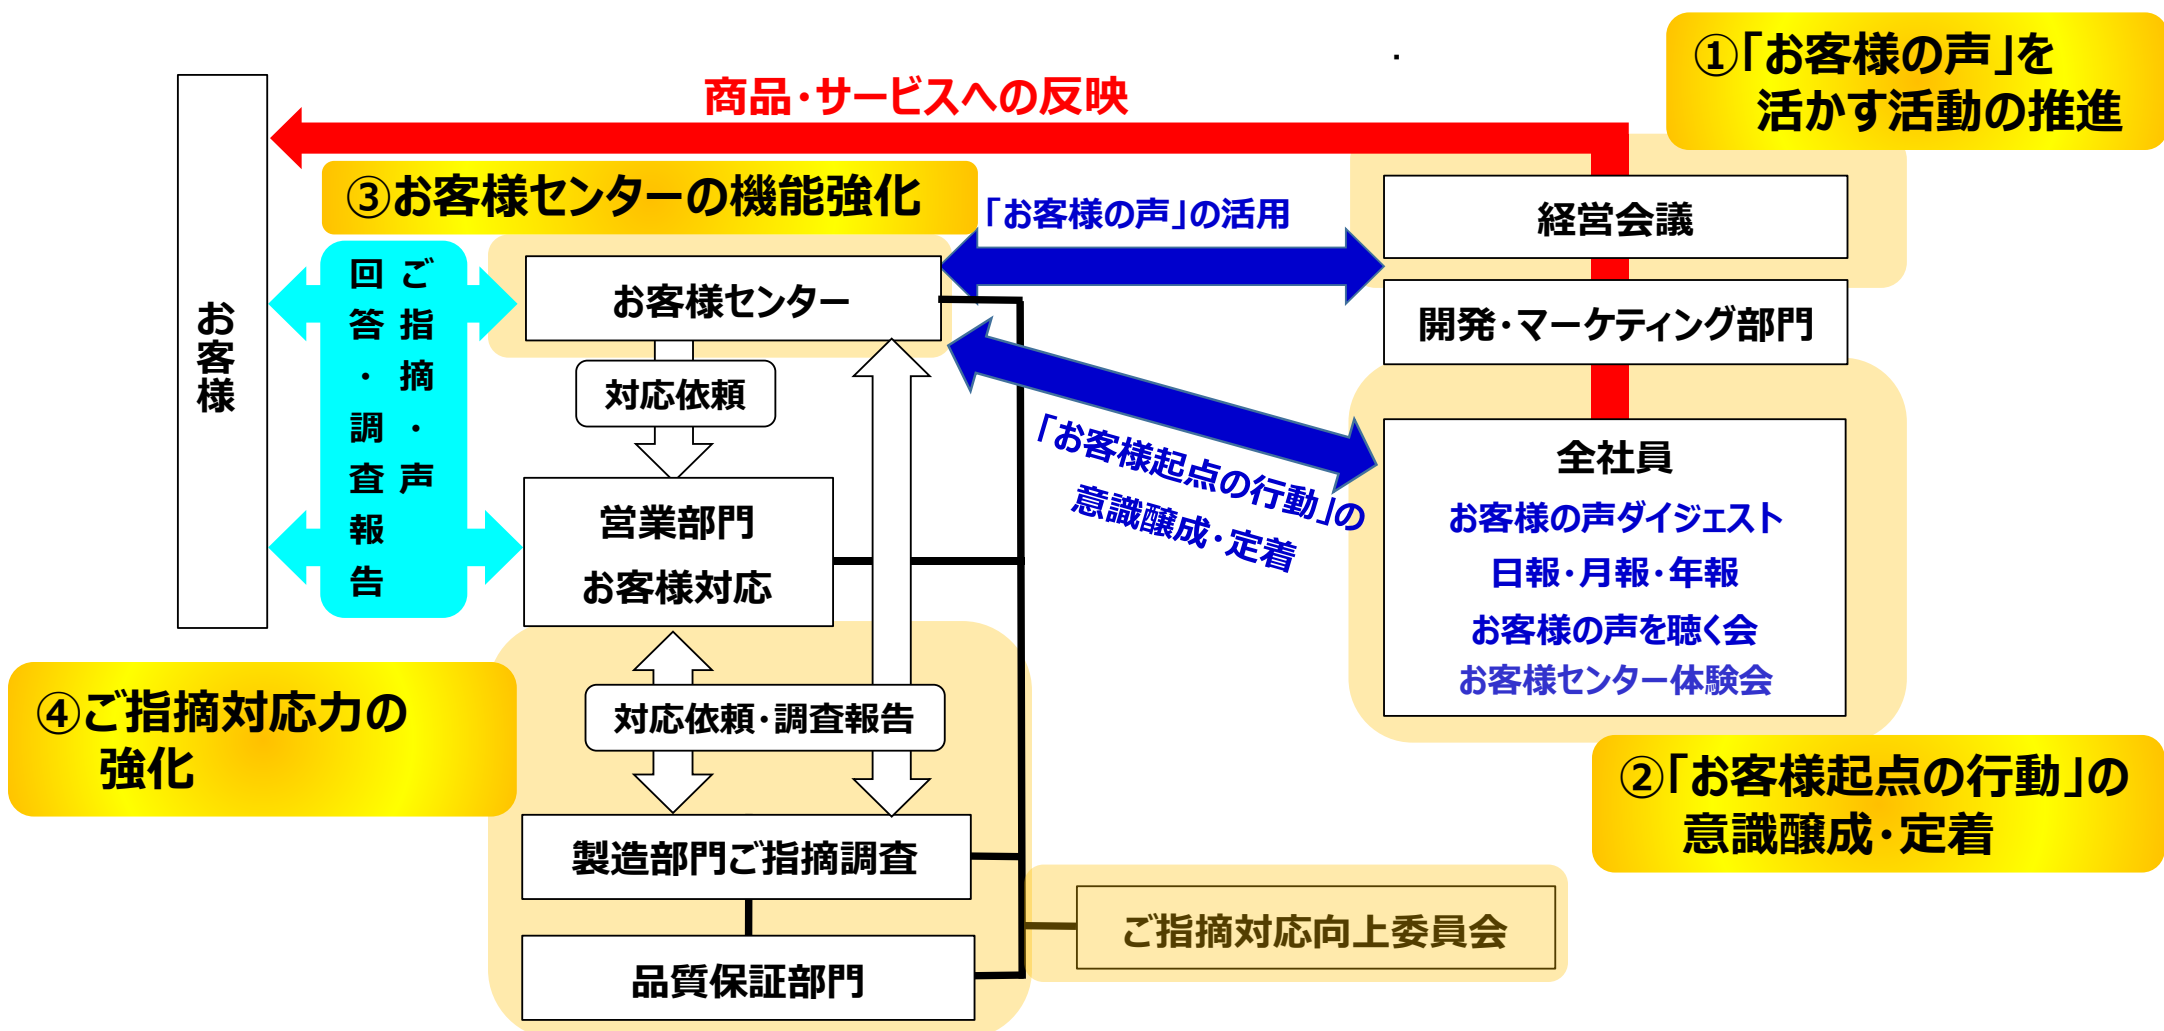 ①「お客様の声」を
活かす活動の推進
商品・サービスへの反映
③お客様センターの機能強化
「お客様の声」の活用
経営会議
お客様
ご指摘・声
回答・調査報告
お客様センター
開発・マーケティング部門
対応依頼
「お客様起点の行動」の
意識醸成・定着
全社員
お客様の声ダイジェスト
日報・月報・年報
お客様の声を聴く会
お客様センター体験会
営業部門
お客様対応
④ご指摘対応力の
強化
対応依頼・調査報告
②「お客様起点の行動」の
意識醸成・定着
製造部門ご指摘調査
ご指摘対応向上委員会
品質保証部門